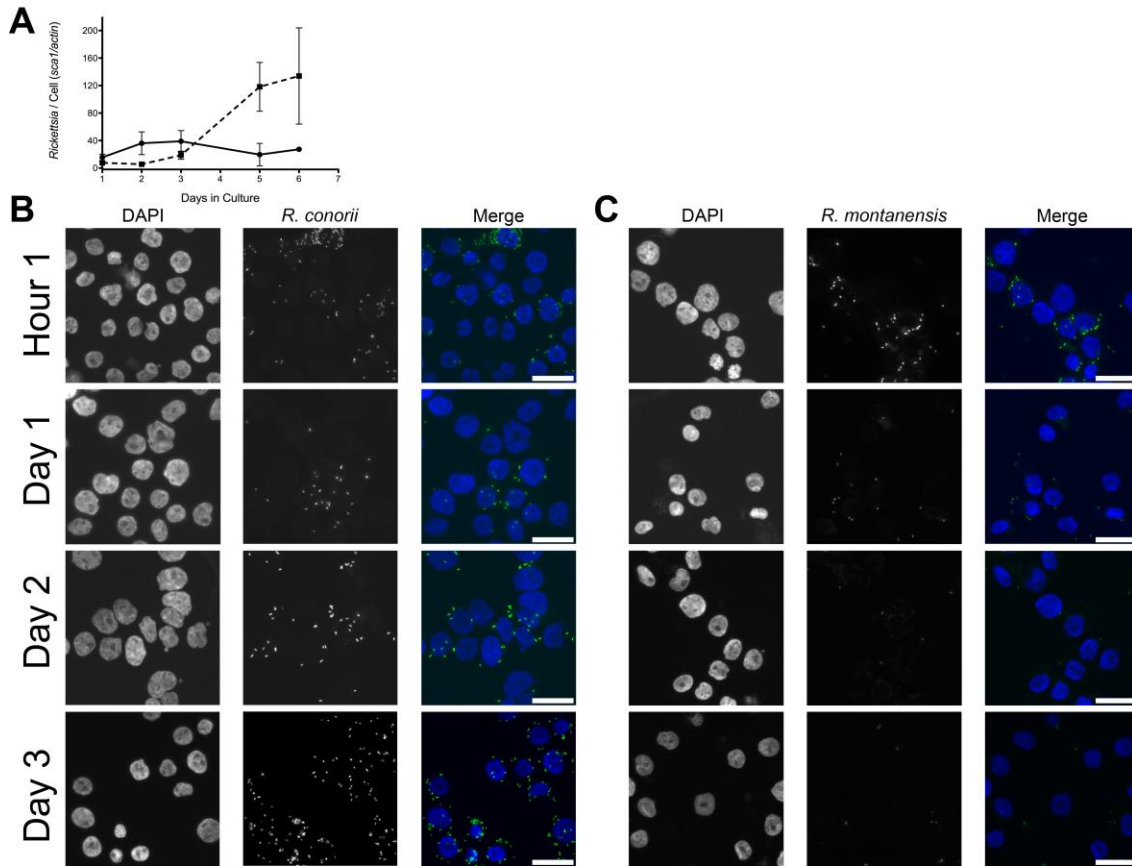 A
Rickettsia / Cell (sca1/actin)
200
160
120
80
40
0
1 2 3 4 5 6 7
Days in Culture
B
DAPI R. conorii Merge
C
DAPI R. montanensis Merge
Hour 1
Day 1
Day 2
Day 3